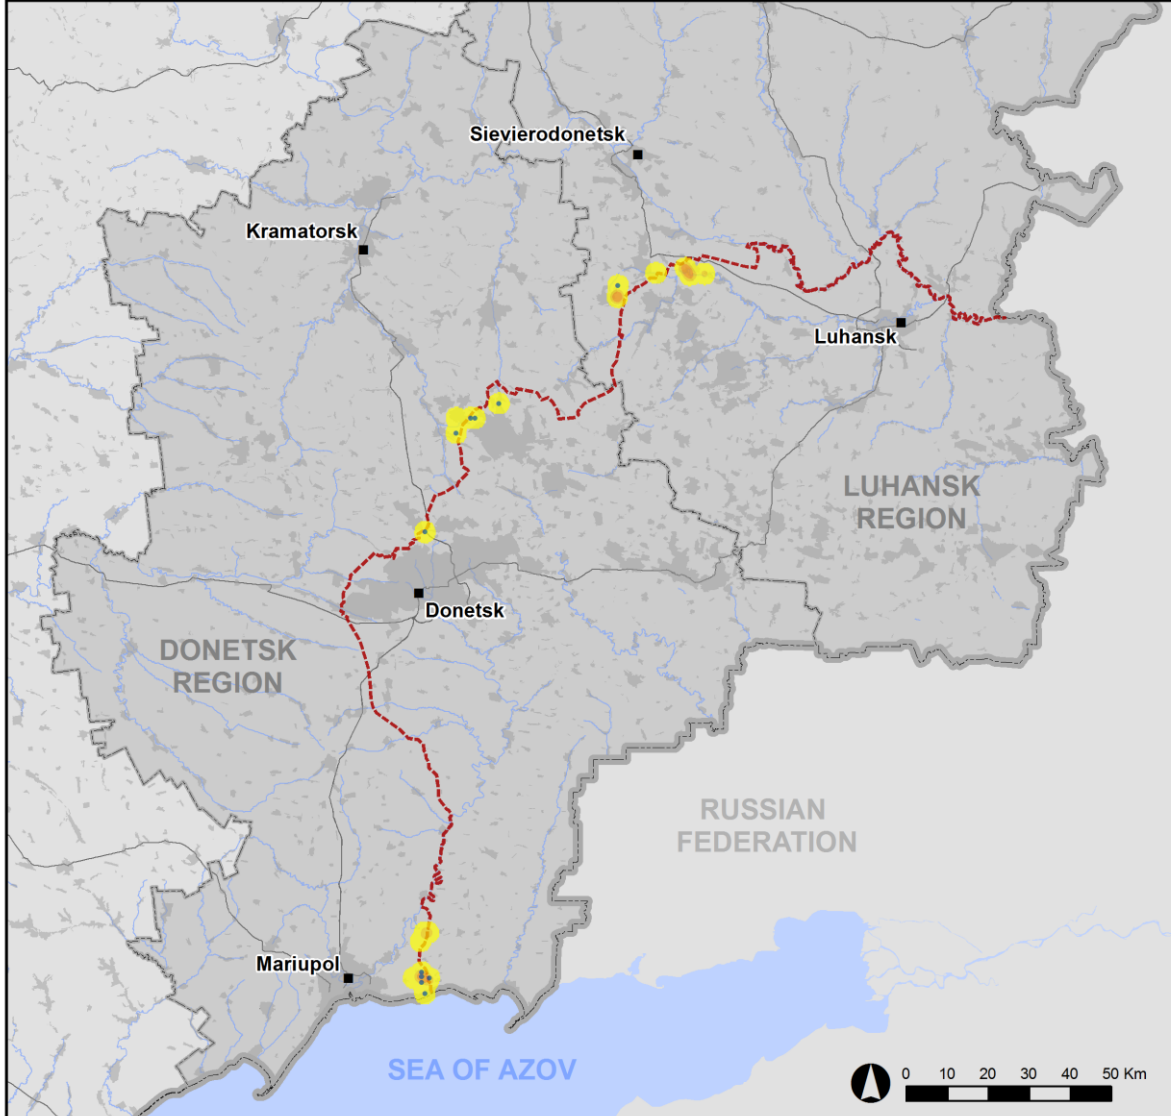 Sievierodonetsk
Kramatorsk
Luhansk
LUHANSK
REGION
Donetsk
DONETSK
REGION
RUSSIAN
FEDERATION
Mariupol
SEA OF AZOV
0 10 20 30 40 50 Km